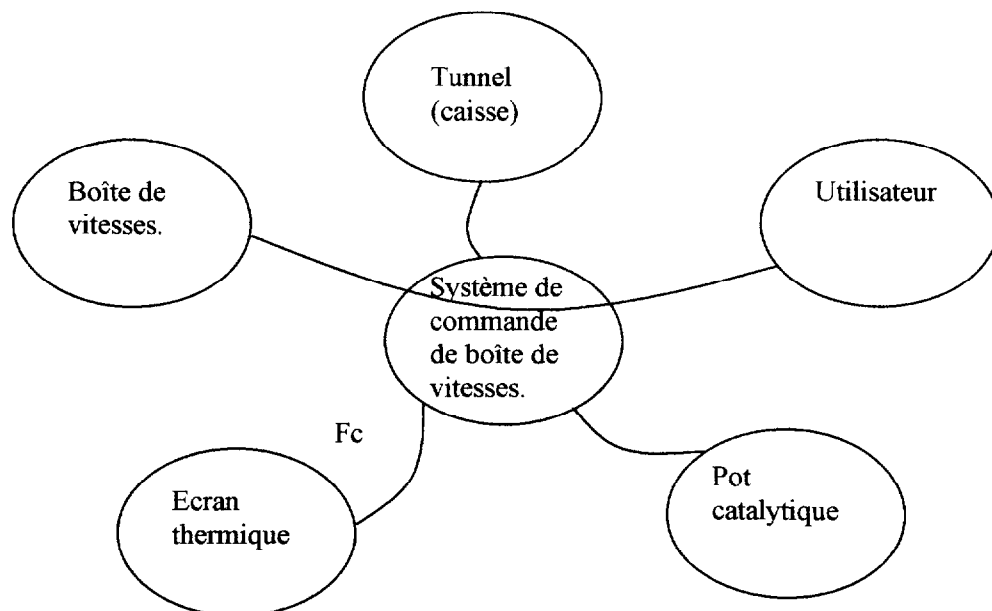 Tunnel
(caisse)
Boîte de
vitesses.
Utilisateur
Système de
commande
de boîte de
vitesses.
Fc
Ecran
thermique
Pot
catalytique